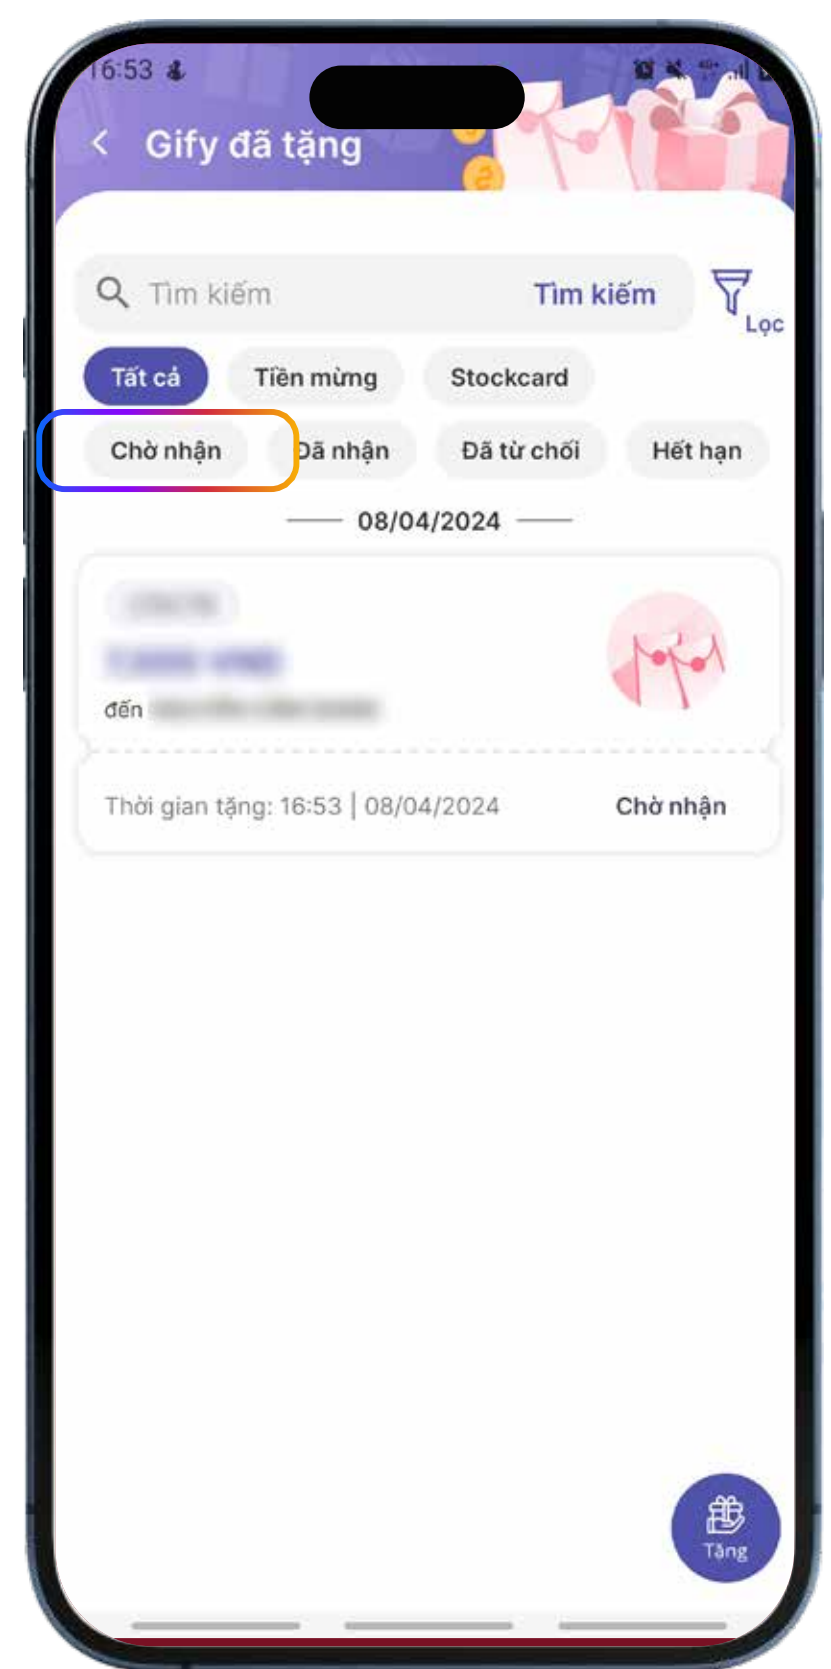 16:53
Gify đã tặng
Tìm kiếm Tìm kiếm Lọc
Tất cả Tiền mừng Stockcard
Chờ nhận Đã nhận Đã từ chối Hết hạn
08/04/2024
đến
Thời gian tặng: 16:53 | 08/04/2024 Chờ nhận
Tặng